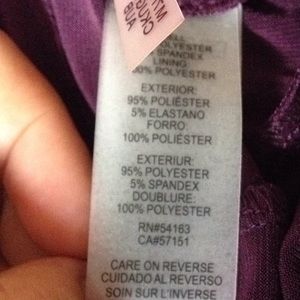 POLYESTER
SPANDEX
LINING
POLYESTER
EXTERIOR:
95% POLIÉSTER
5% ELASTANO
FORRO:
100% POLIÉSTER
EXTERIUR:
95% POLYESTER
5% SPANDEX
DOUBLURE:
100% POLYESTER
RN#54163
CA#57151
CARE ON REVERSE
CUIDADO AL REVERSO
SOIN SUR L'INVERSE